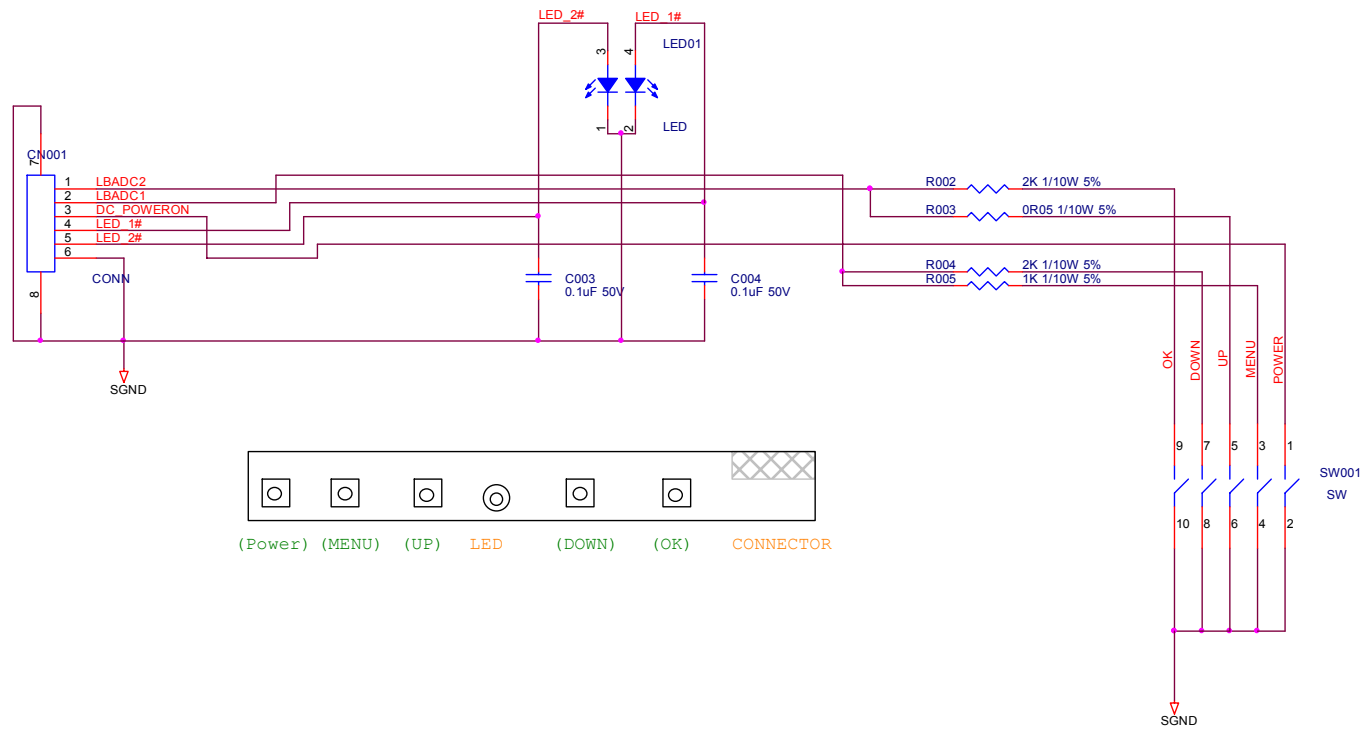 LED_2#
LED_1#
LED01
3
4
1
2
LED
CN001
7
1
LBADC2
2
LBADC1
3
DC_POWERON
4
LED_1#
5
LED_2#
6
CONN
8
R002
2K 1/10W 5%
R003
0R05 1/10W 5%
R004
2K 1/10W 5%
R005
1K 1/10W 5%
C003
0.1uF 50V
C004
0.1uF 50V
SGND
OK
DOWN
UP
MENU
POWER
9
7
5
3
1
SW001
SW
10
8
6
4
2
(Power)
(MENU)
(UP)
LED
(DOWN)
(OK)
CONNECTOR
SGND